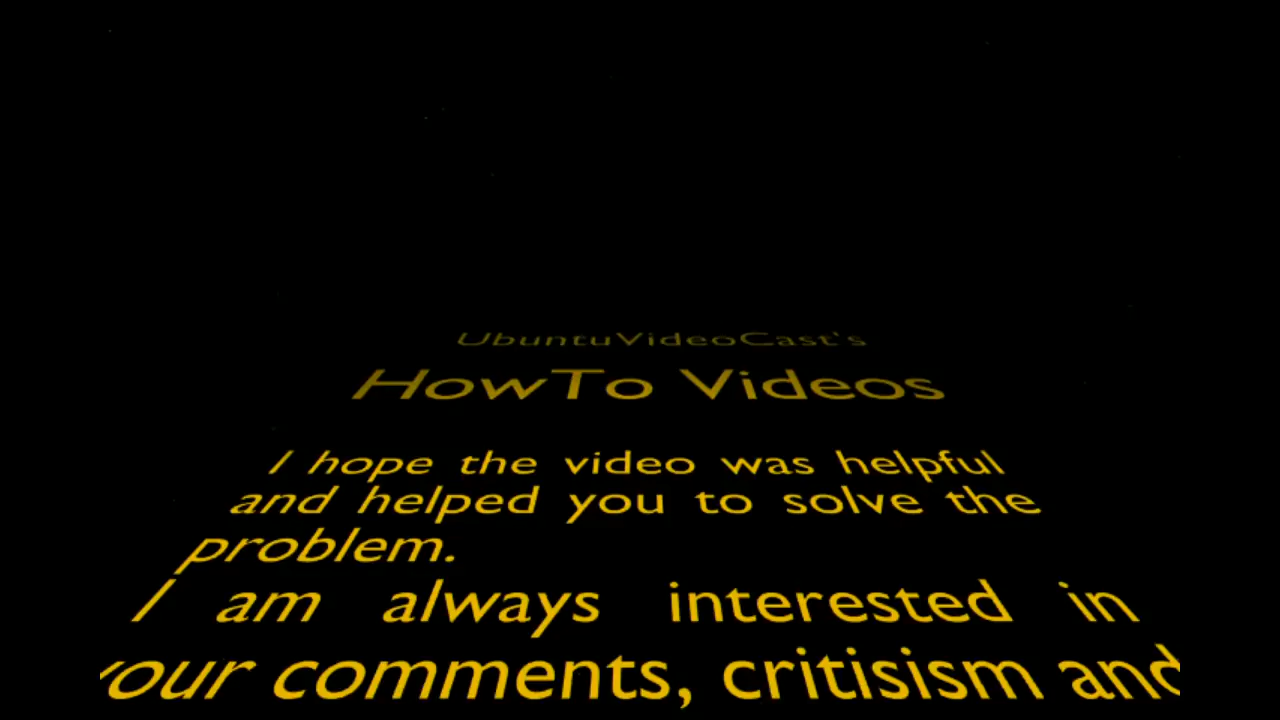 UbuntuVideoCast's
HowTo Videos
I hope the video was helpful
and helped you to solve the
problem.
I am always interested in
your comments, critisism and